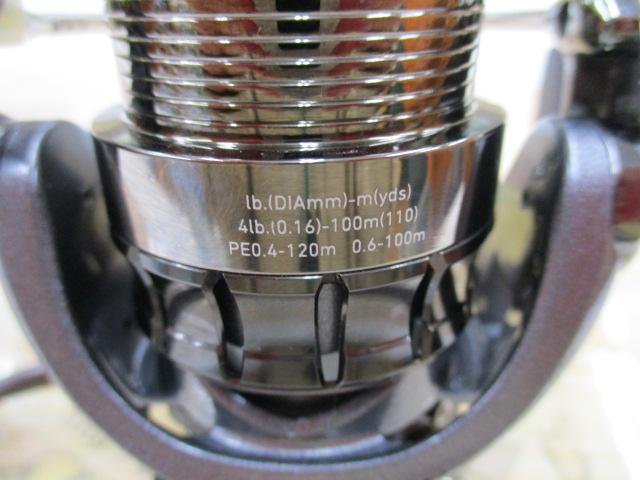 lb.(DIAmm)-m(yds)
4lb.(0.16)-100m(110)
PE0.4-120m 0.6-100m